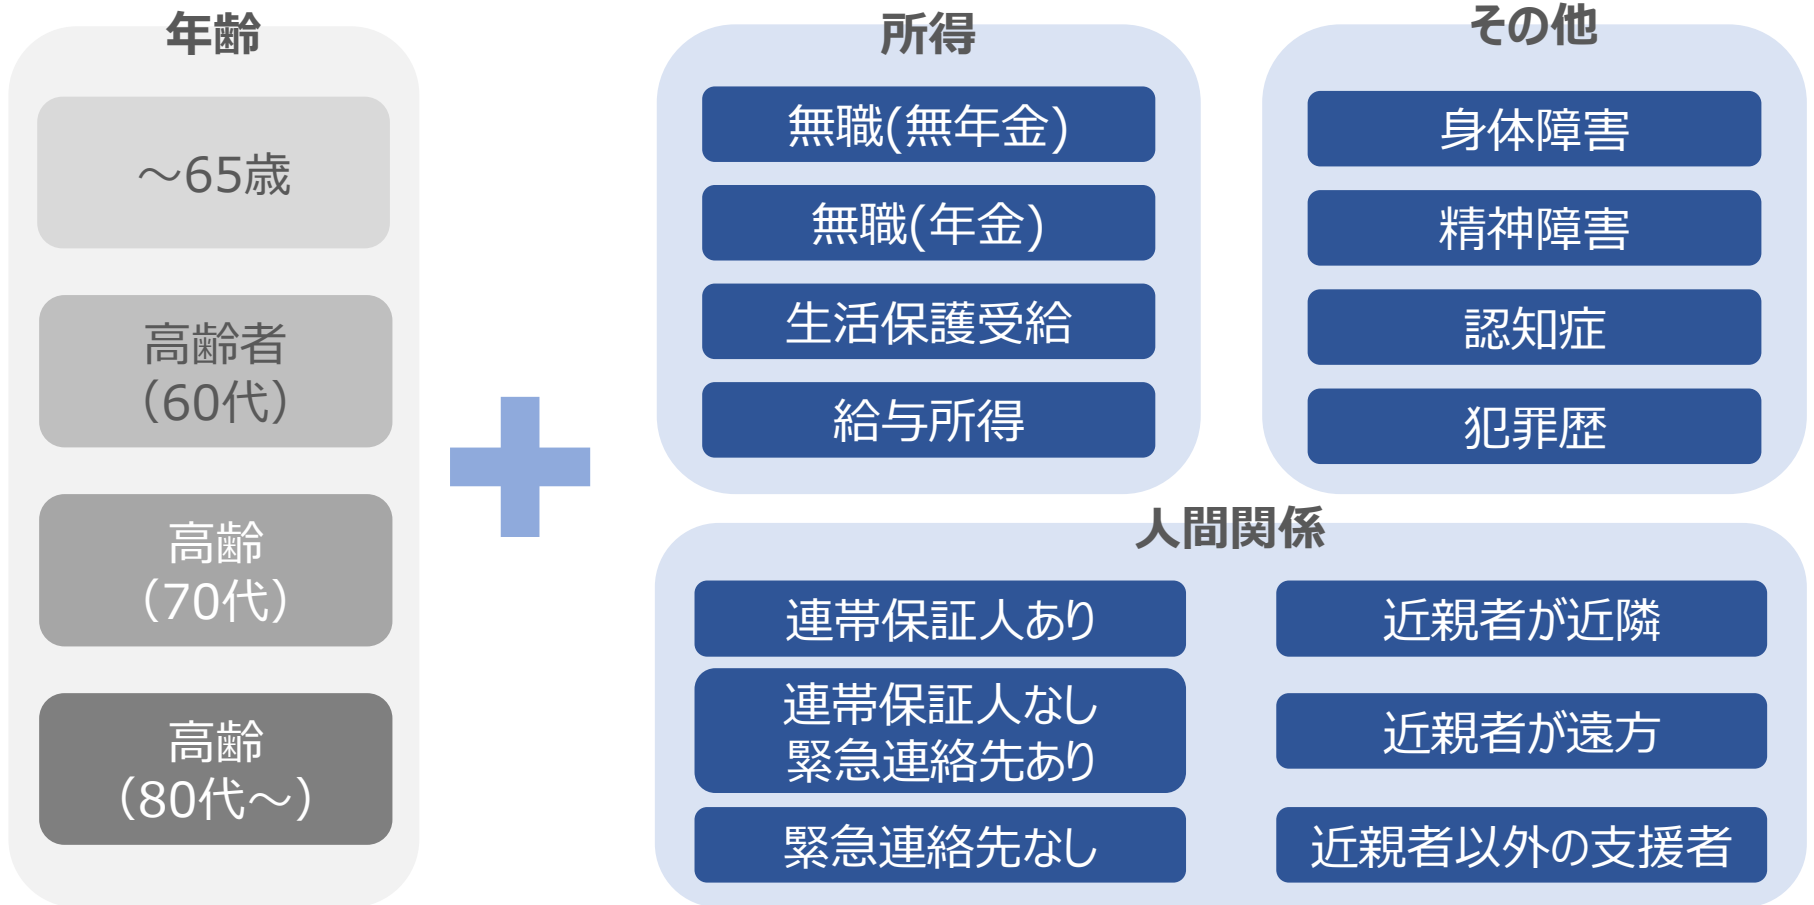 年齢
～65歳
高齢者
（60代）
高齢
（70代）
高齢
（80代～）
所得
無職(無年金)
無職(年金)
生活保護受給
給与所得
その他
身体障害
精神障害
認知症
犯罪歴
人間関係
連帯保証人あり
連帯保証人なし
緊急連絡先あり
緊急連絡先なし
近親者が近隣
近親者が遠方
近親者以外の支援者